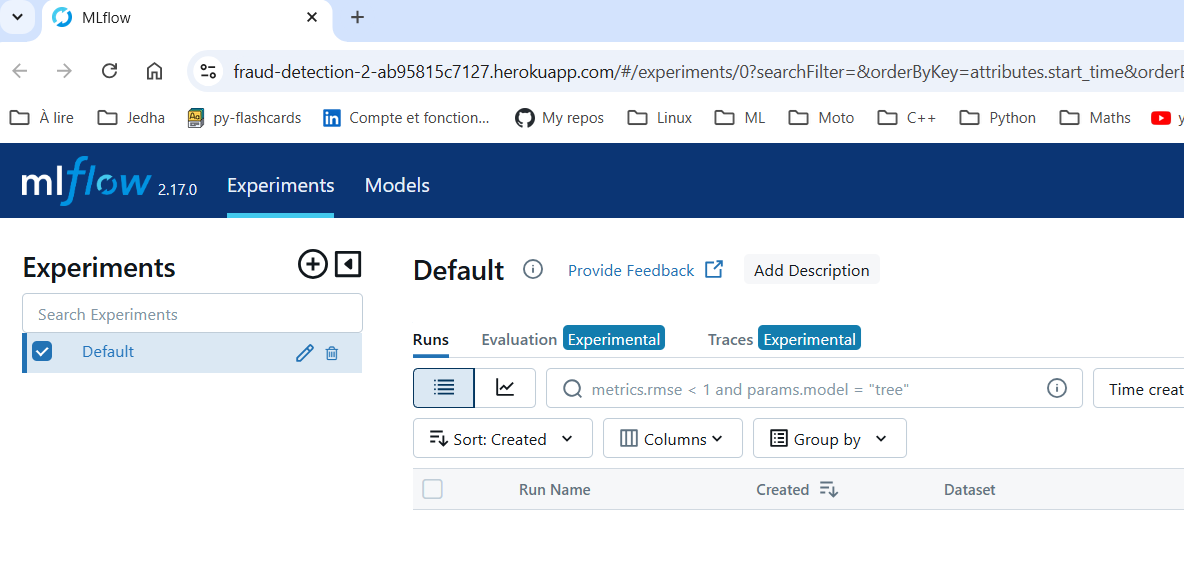 MLflow
fraud-detection-2-ab95815c7127.herokuapp.com/#/experiments/0?searchFilter=&orderByKey=attributes.start_time&orderB
À lire Jedha py-flashcards Compte et fonction... My repos Linux ML Moto C++ Python Maths y
mlflow 2.17.0 Experiments Models
Experiments
Search Experiments
Default
Default Provide Feedback Add Description
Runs Evaluation Experimental Traces Experimental
metrics.rmse < 1 and params.model = "tree" Time creat
Sort: Created Columns Group by
Run Name Created Dataset